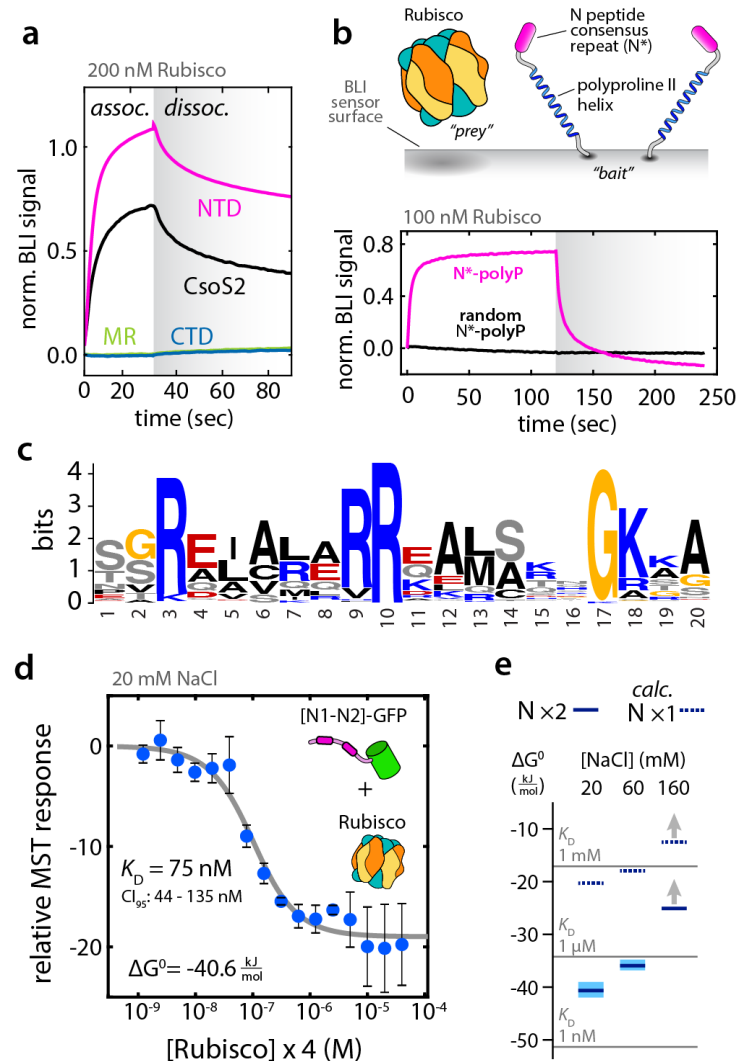 a
200 nM Rubisco
assoc. dissoc.
norm. BLI signal
1.0
0.5
0.0
NTD
CsoS2
MR
CTD
0 20 40 60 80
time (sec)
b
Rubisco
"prey"
BLI
sensor
surface
N peptide
consensus
repeat (N*)
polyproline II
helix
"bait"
100 nM Rubisco
norm. BLI signal
0.8
0.4
0.0
N*-polyP
random
N*-polyP
0 50 100 150 200 250
time (sec)
c
bits
4
3
2
1
0
1 2 3 4 5 6 7 8 9 10 11 12 13 14 15 16 17 18 19 20
d
20 mM NaCl
relative MST response
0
-10
-20
[N1-N2]-GFP
+
Rubisco
K_D = 75 nM
CI₉₅: 44 - 135 nM
ΔG⁰= -40.6 kJ/mol
10⁻⁹ 10⁻⁸ 10⁻⁷ 10⁻⁶ 10⁻⁵ 10⁻⁴
[Rubisco] x 4 (M)
e
calc.
N ×2 N ×1
ΔG⁰ [NaCl] (mM)
(kJ/mol) 20 60 160
-10
-20
-30
-40
-50
K_D
1 mM
K_D
1 µM
K_D
1 nM